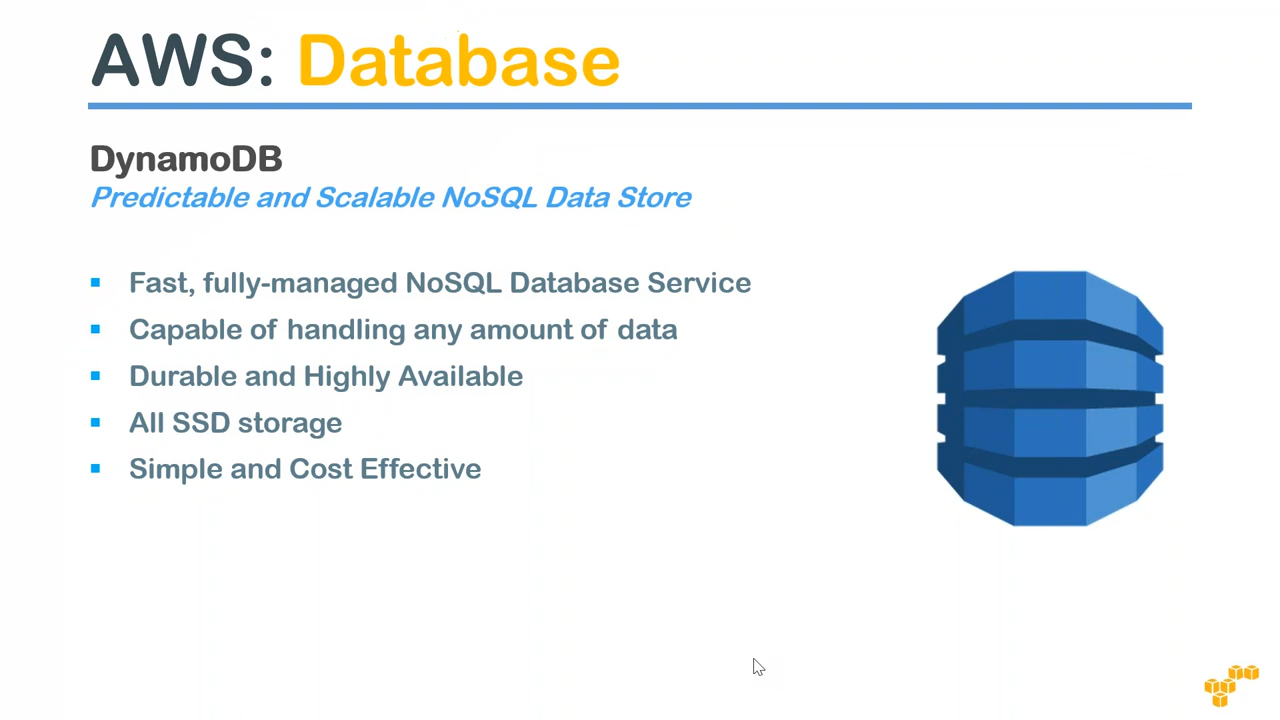 AWS: Database
DynamoDB
Predictable and Scalable NoSQL Data Store
▪ Fast, fully-managed NoSQL Database Service
▪ Capable of handling any amount of data
▪ Durable and Highly Available
▪ All SSD storage
▪ Simple and Cost Effective